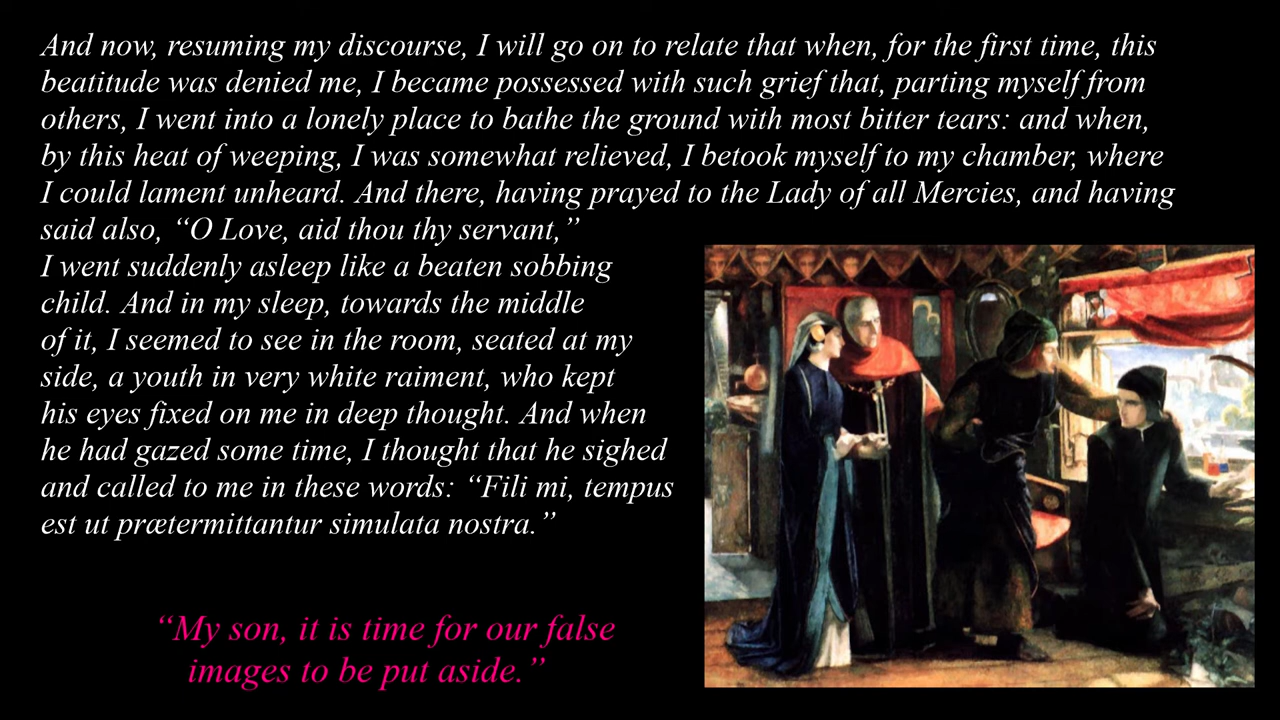 And now, resuming my discourse, I will go on to relate that when, for the first time, this
beatitude was denied me, I became possessed with such grief that, parting myself from
others, I went into a lonely place to bathe the ground with most bitter tears: and when,
by this heat of weeping, I was somewhat relieved, I betook myself to my chamber, where
I could lament unheard. And there, having prayed to the Lady of all Mercies, and having
said also, “O Love, aid thou thy servant,”
I went suddenly asleep like a beaten sobbing
child. And in my sleep, towards the middle
of it, I seemed to see in the room, seated at my
side, a youth in very white raiment, who kept
his eyes fixed on me in deep thought. And when
he had gazed some time, I thought that he sighed
and called to me in these words: “Fili mi, tempus
est ut prætermittantur simulata nostra.”
“My son, it is time for our false
images to be put aside.”